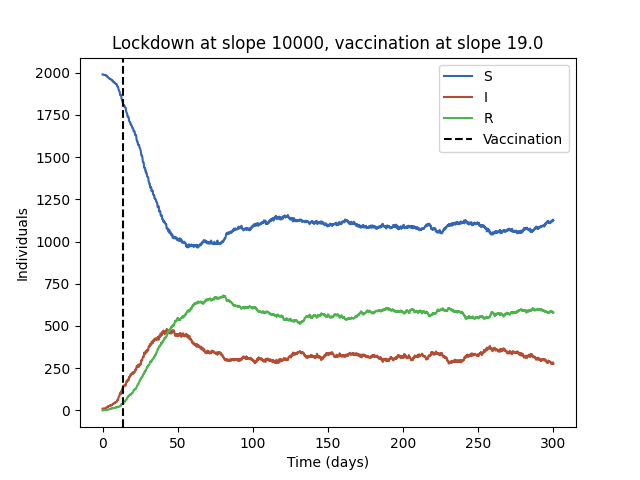 Lockdown at slope 10000, vaccination at slope 19.0
S
I
R
Vaccination
Individuals
2000
1750
1500
1250
1000
750
500
250
0
0 50 100 150 200 250 300
Time (days)